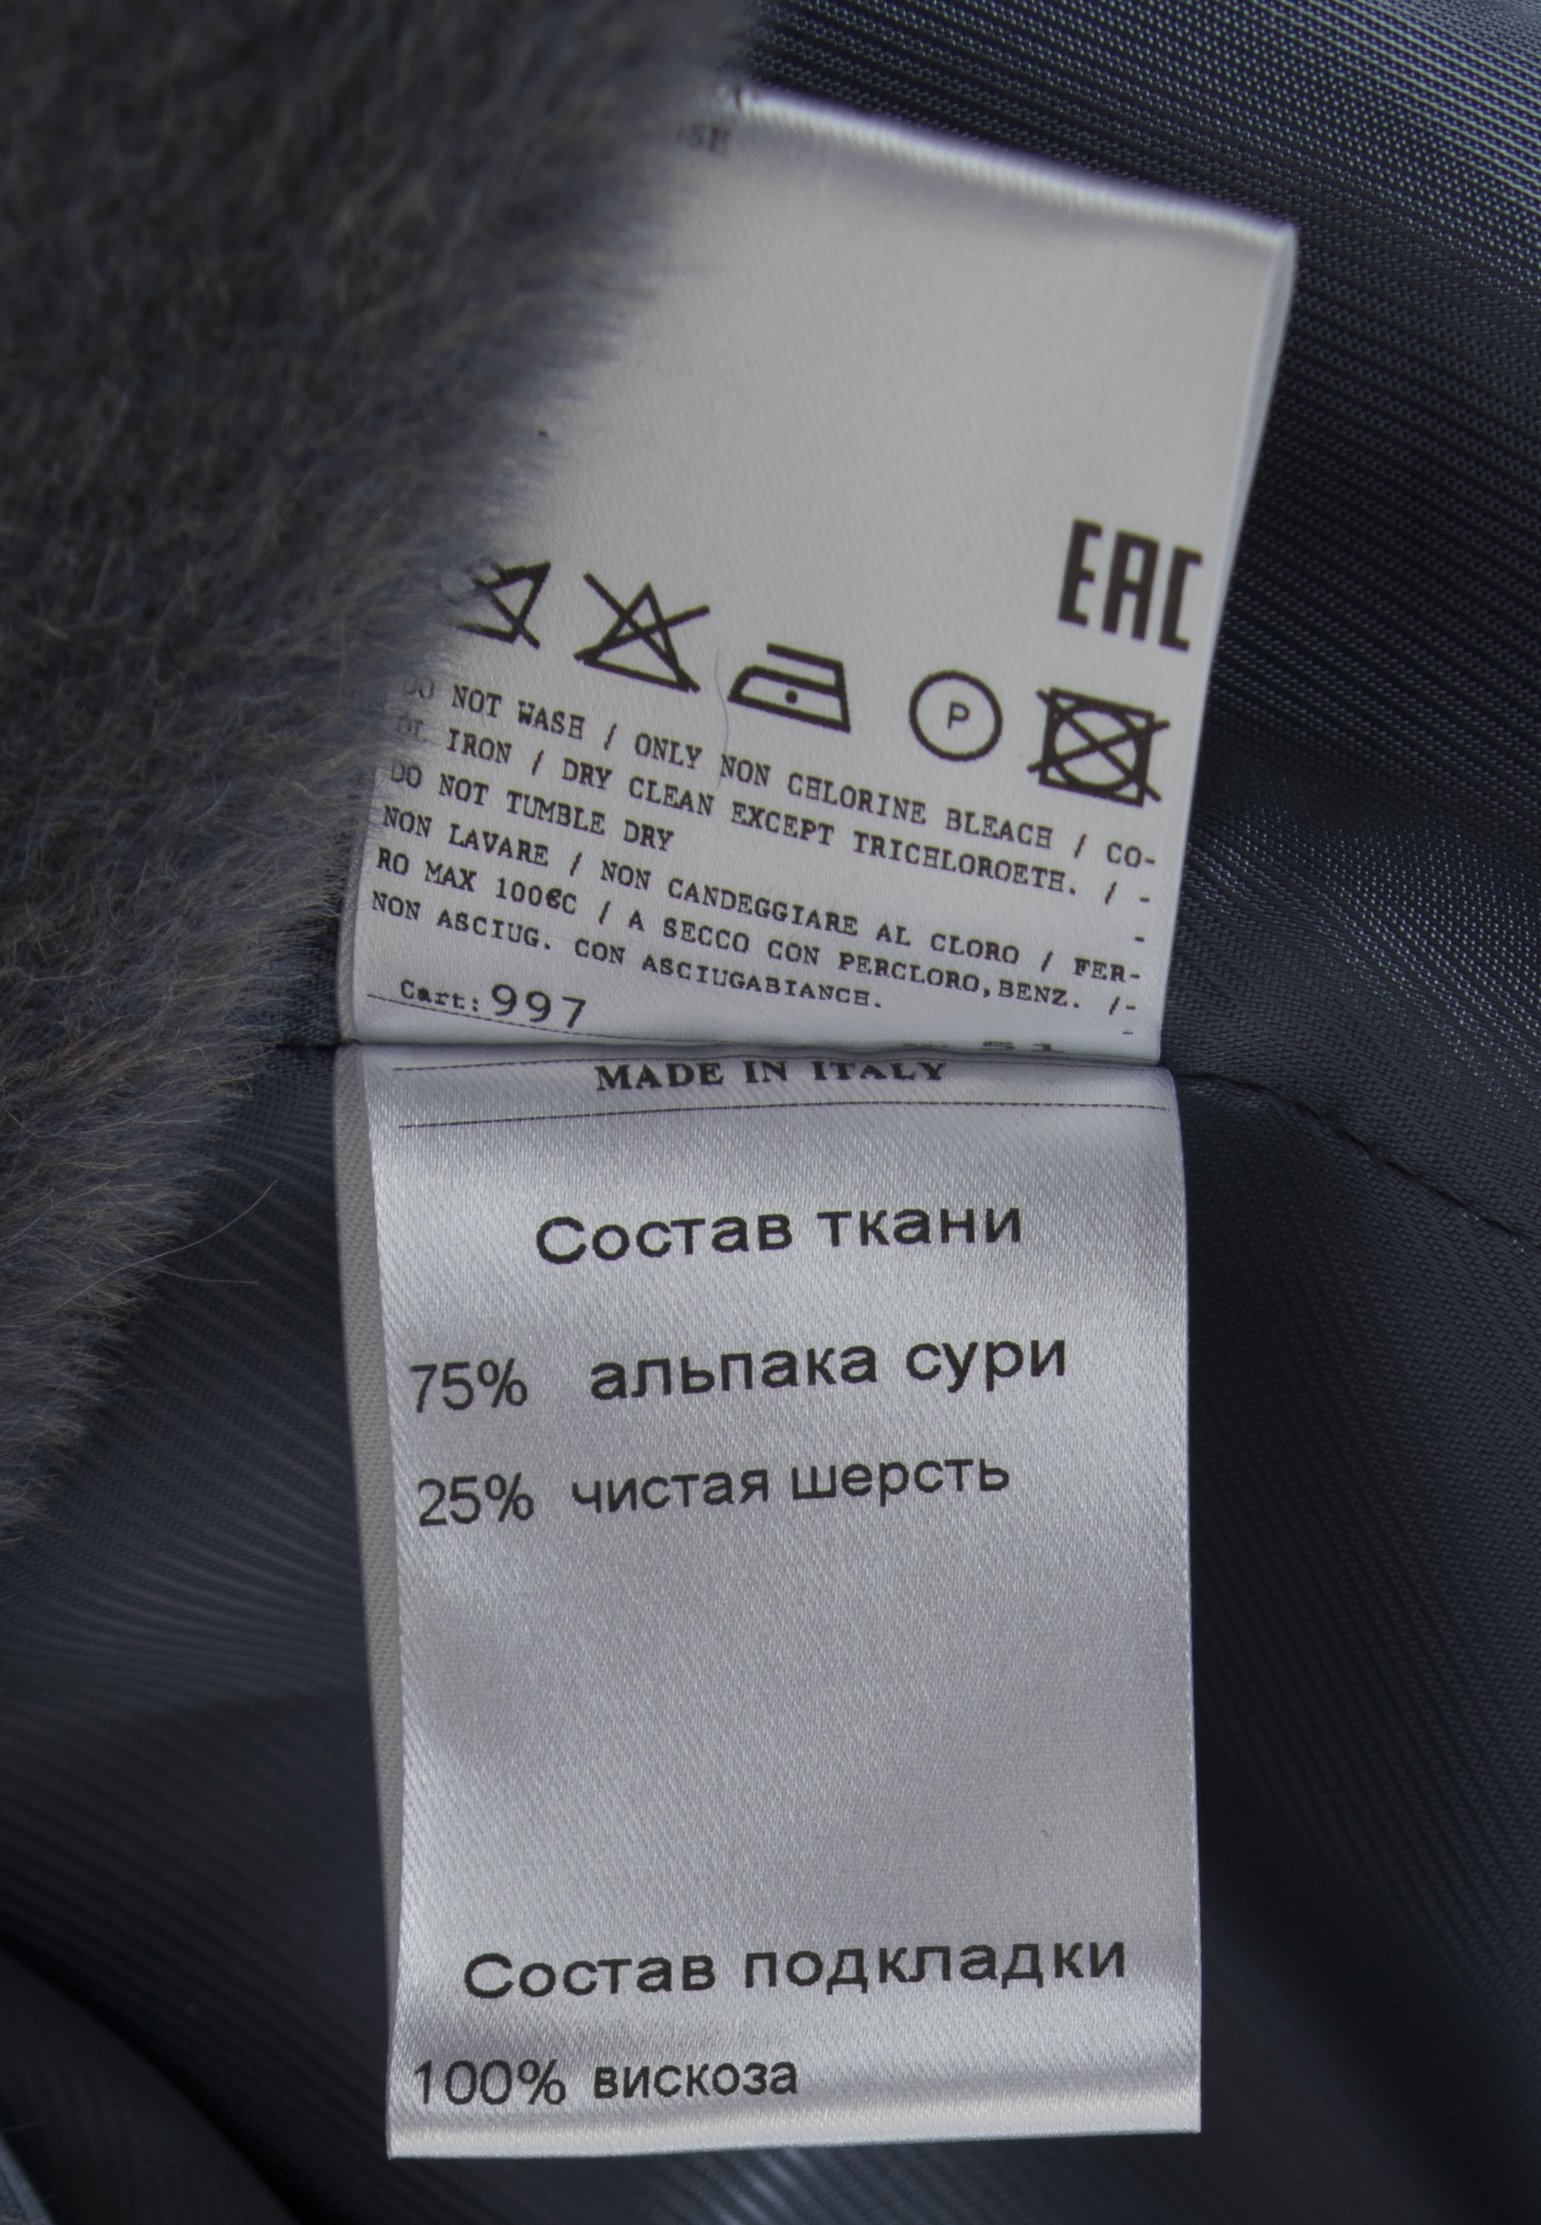 EAC
P
DO NOT WASH / ONLY NON CHLORINE BLEACH / CO-
IRON / DRY CLEAN EXCEPT TRICHLOROETH. / -
DO NOT TUMBLE DRY -
NON LAVARE / NON CANDEGGIARE AL CLORO / FER-
RO MAX 100€C / A SECCO CON PERCLORO,BENZ. /-
NON ASCIUG. CON ASCIUGABIANCH. -
Cart: 997
MADE IN ITALY
Состав ткани
75% альпака сури
25% чистая шерсть
Состав подкладки
100% вискоза